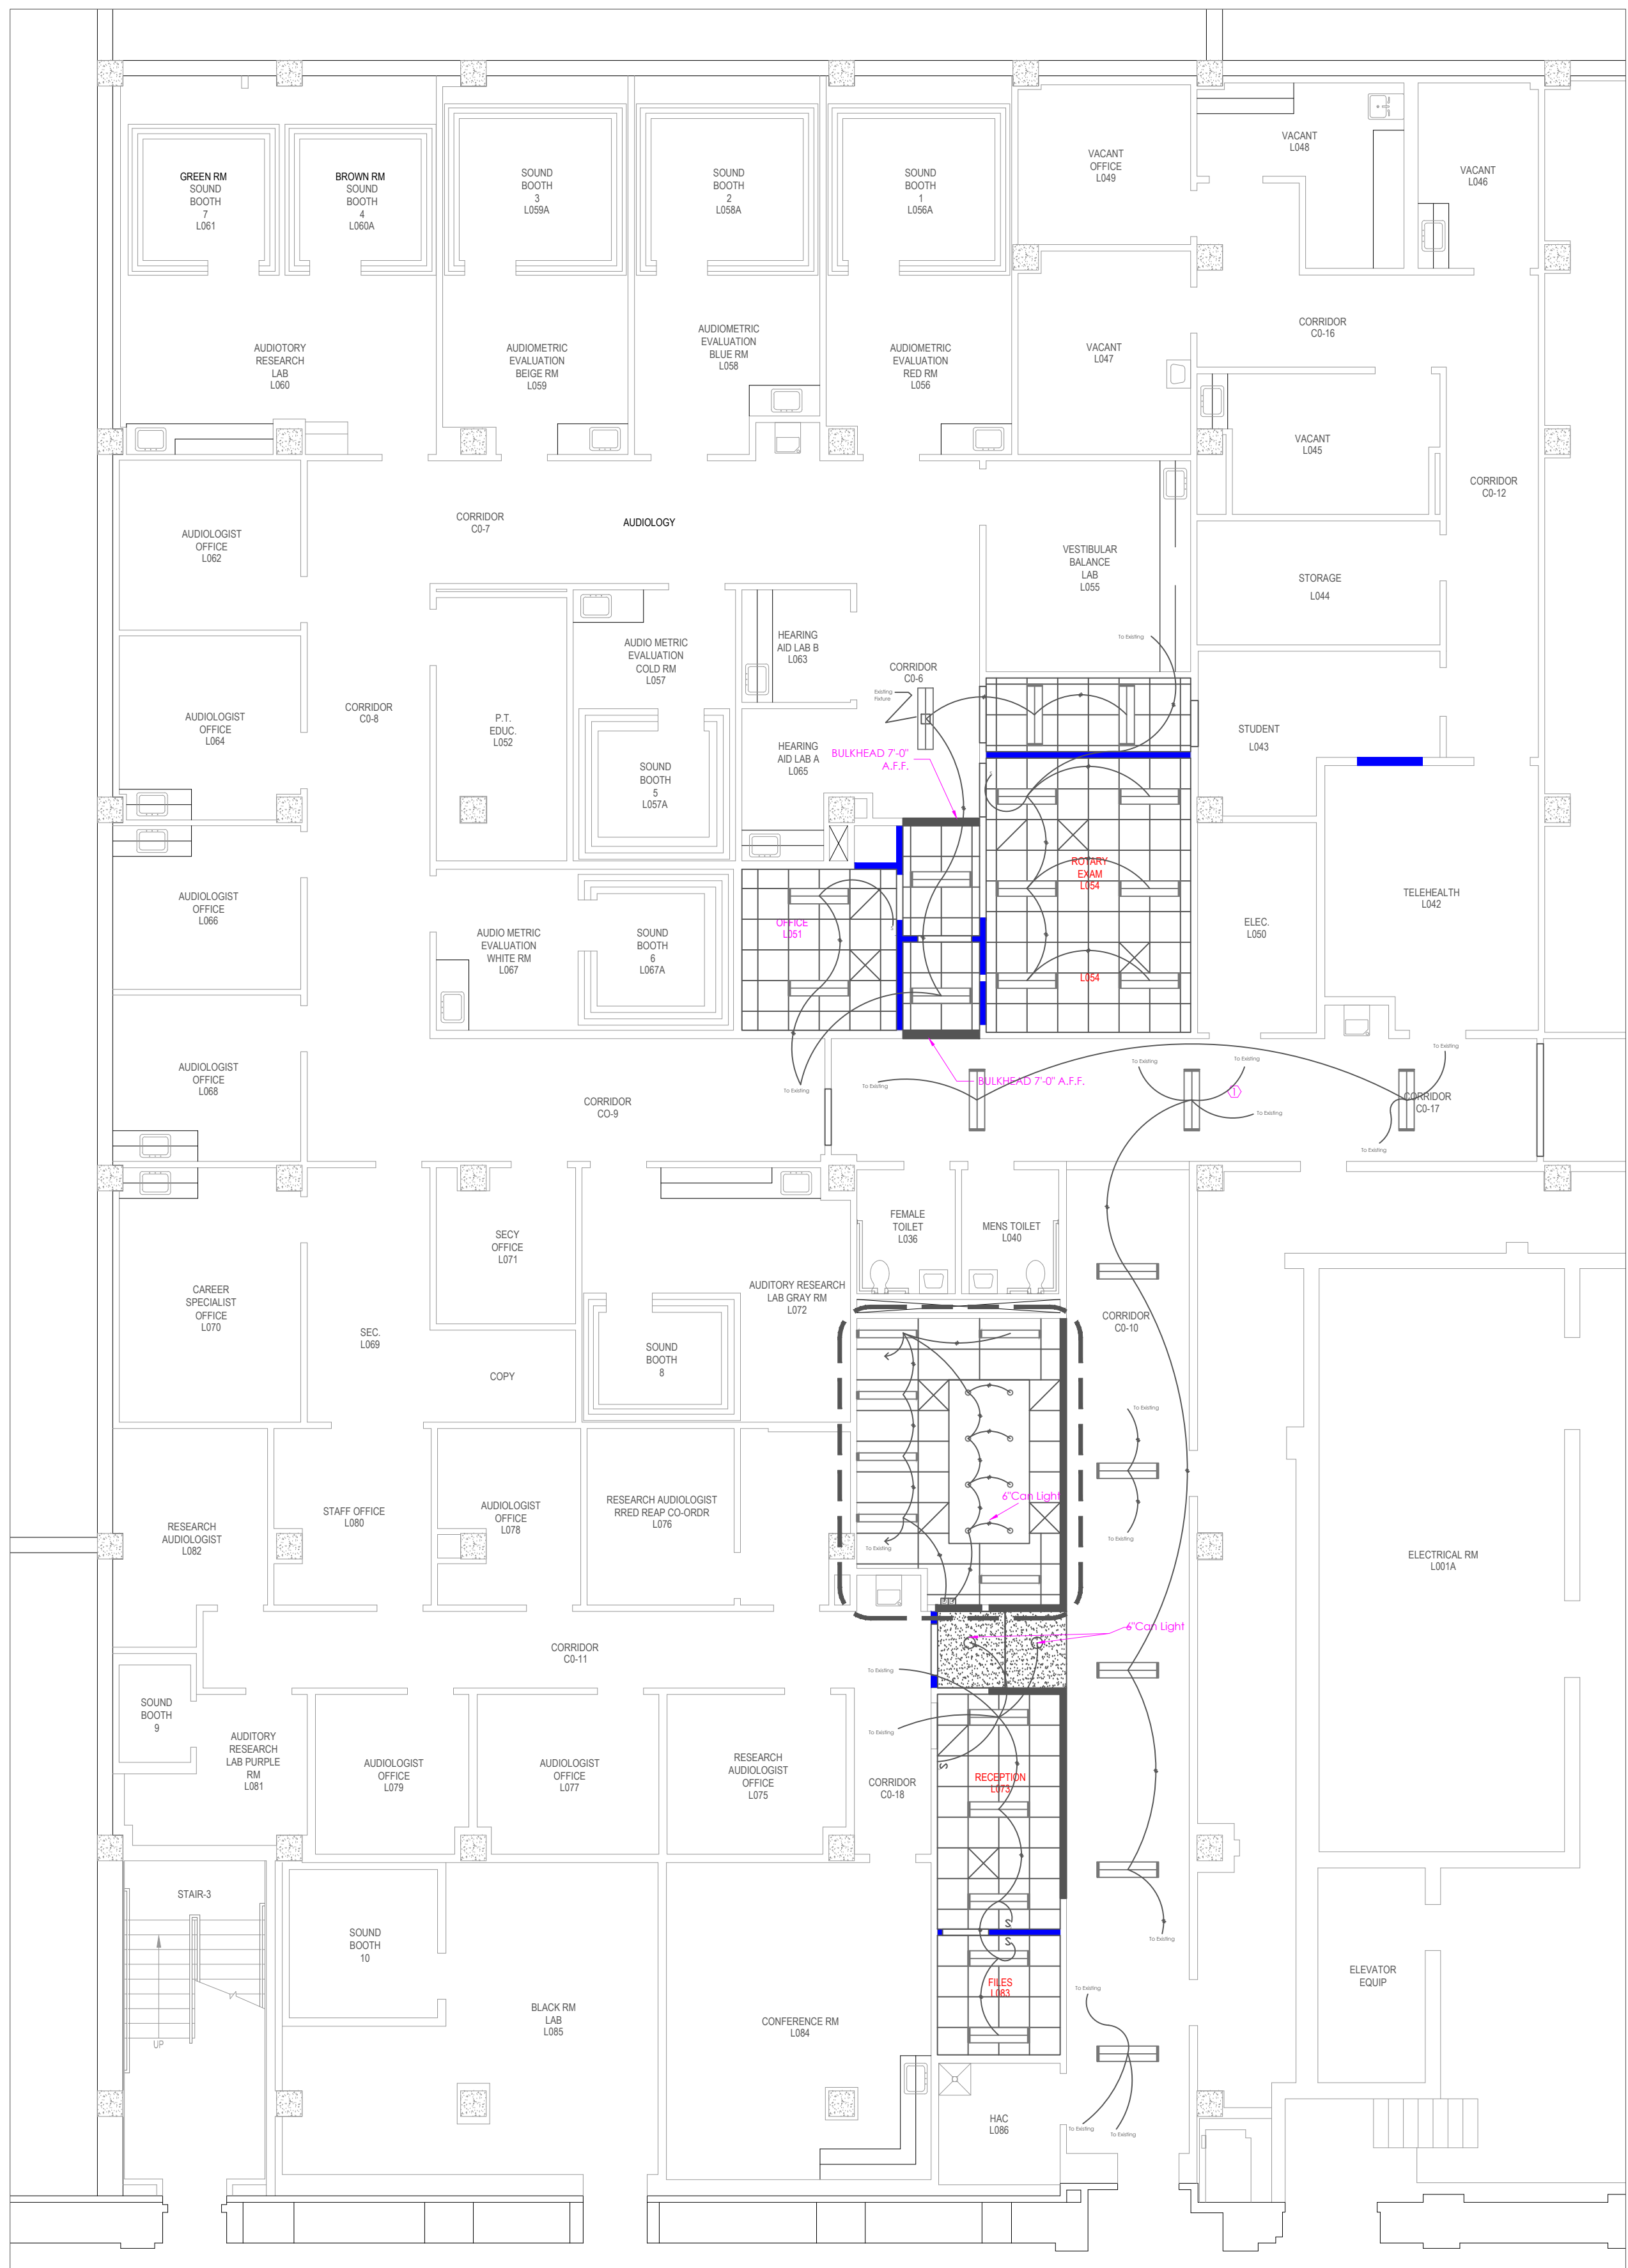 GREEN RM
SOUND
BOOTH
7
L061
BROWN RM
SOUND
BOOTH
4
L060A
SOUND
BOOTH
3
L059A
SOUND
BOOTH
2
L058A
SOUND
BOOTH
1
L056A
VACANT
OFFICE
L049
VACANT
L048
VACANT
L046
AUDIOTORY
RESEARCH
LAB
L060
AUDIOMETRIC
EVALUATION
BEIGE RM
L059
AUDIOMETRIC
EVALUATION
BLUE RM
L058
AUDIOMETRIC
EVALUATION
RED RM
L056
VACANT
L047
CORRIDOR
C0-16
VACANT
L045
CORRIDOR
C0-12
AUDIOLOGIST
OFFICE
L062
CORRIDOR
C0-7
AUDIOLOGY
VESTIBULAR
BALANCE
LAB
L055
STORAGE
L044
To Existing
AUDIOLOGIST
OFFICE
L064
CORRIDOR
C0-8
P.T.
EDUC.
L052
AUDIO METRIC
EVALUATION
COLD RM
L057
HEARING
AID LAB B
L063
CORRIDOR
C0-6
Existing
Fixture
STUDENT
L043
SOUND
BOOTH
5
L057A
HEARING
AID LAB A
L065
BULKHEAD 7'-0"
A.F.F.
ROTARY
EXAM
L054
L054
TELEHEALTH
L042
ELEC.
L050
AUDIOLOGIST
OFFICE
L066
AUDIO METRIC
EVALUATION
WHITE RM
L067
SOUND
BOOTH
6
L067A
OFFICE
L051
S
AUDIOLOGIST
OFFICE
L068
CORRIDOR
CO-9
To Existing
To Existing
BULKHEAD 7'-0" A.F.F.
To Existing
To Existing
1
To Existing
To Existing
CORRIDOR
C0-17
To Existing
FEMALE
TOILET
L036
MENS TOILET
L040
SECY
OFFICE
L071
CAREER
SPECIALIST
OFFICE
L070
SEC.
L069
COPY
AUDITORY RESEARCH
LAB GRAY RM
L072
SOUND
BOOTH
8
CORRIDOR
C0-10
To Existing
To Existing
6"Can Light
To Existing
RESEARCH
AUDIOLOGIST
L082
STAFF OFFICE
L080
AUDIOLOGIST
OFFICE
L078
RESEARCH AUDIOLOGIST
RRED REAP CO-ORDR
L076
ELECTRICAL RM
L001A
6"Can Light
CORRIDOR
C0-11
To Existing
To Existing
SOUND
BOOTH
9
AUDITORY
RESEARCH
LAB PURPLE
RM
L081
AUDIOLOGIST
OFFICE
L079
AUDIOLOGIST
OFFICE
L077
RESEARCH
AUDIOLOGIST
OFFICE
L075
CORRIDOR
C0-18
S
RECEPTION
L073
STAIR-3
UP
SOUND
BOOTH
10
S
S
To Existing
FILES
L083
ELEVATOR
EQUIP
To Existing
BLACK RM
LAB
L085
CONFERENCE RM
L084
HAC
L086
To Existing
To Existing